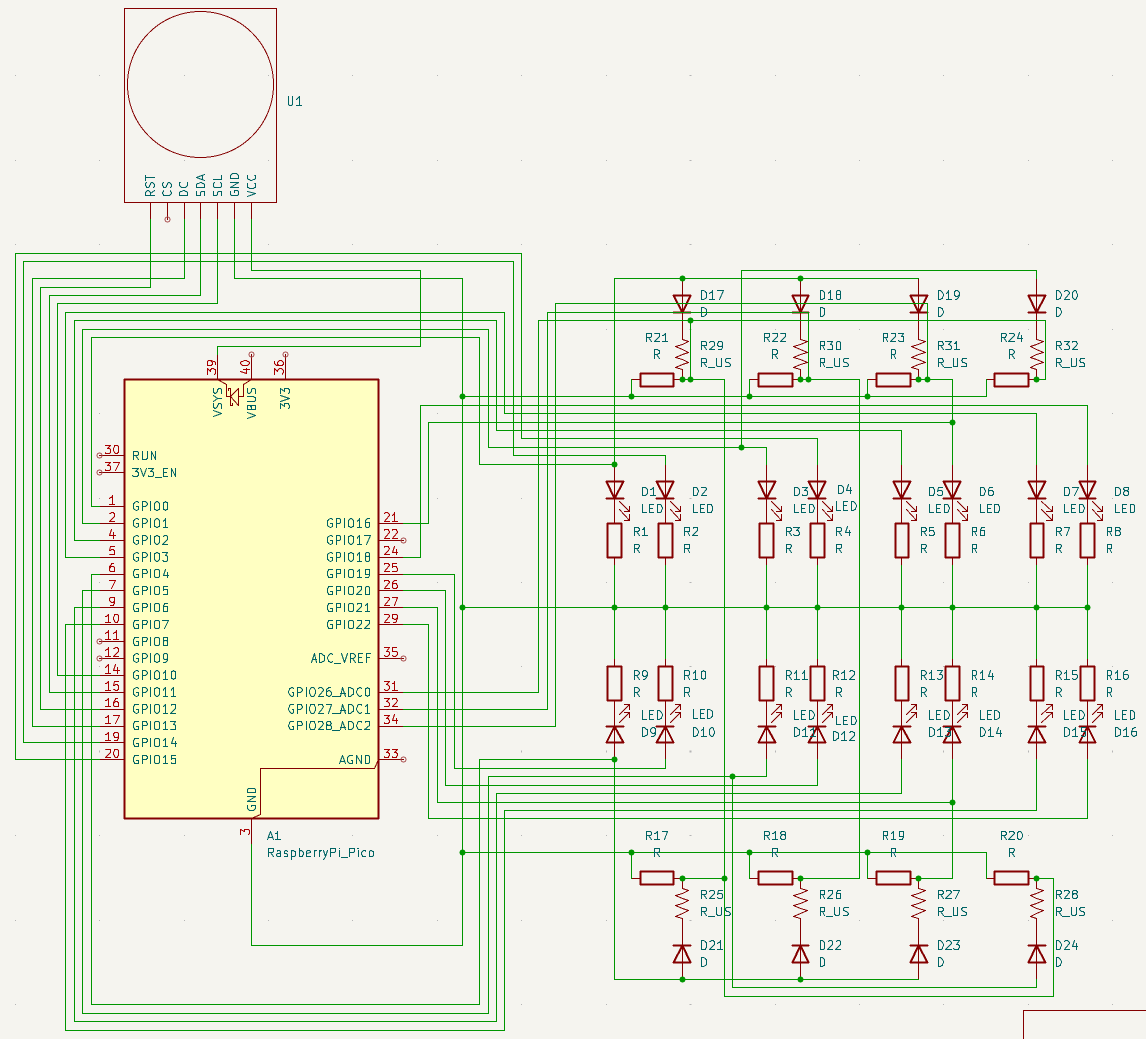 U1
RST CS DC SDA SCL GND VCC
39 40 36
VSYS VBUS 3V3
30 RUN
37 3V3_EN
1 GPIO0
2 GPIO1
4 GPIO2
5 GPIO3
6 GPIO4
7 GPIO5
9 GPIO6
10 GPIO7
11 GPIO8
12 GPIO9
14 GPIO10
15 GPIO11
16 GPIO12
17 GPIO13
19 GPIO14
20 GPIO15
GPIO16 21
GPIO17 22
GPIO18 24
GPIO19 25
GPIO20 26
GPIO21 27
GPIO22 29
ADC_VREF 35
GPIO26_ADC0 31
GPIO27_ADC1 32
GPIO28_ADC2 34
AGND 33
GND
3
A1
RaspberryPi_Pico
D17 D18 D19 D20
D D D D
R21 R29 R22 R30 R23 R31 R24 R32
R R_US R R_US R R_US R R_US
D1 D2 D3 D4 D5 D6 D7 D8
LED LED LED LED LED LED LED LED
R1 R2 R3 R4 R5 R6 R7 R8
R R R R R R R R
R9 R10 R11 R12 R13 R14 R15 R16
R R R R R R R R
LED LED LED LED LED LED LED LED
D9 D10 D11 D12 D13 D14 D15 D16
R17 R18 R19 R20
R R R R
R25 R26 R27 R28
R_US R_US R_US R_US
D21 D22 D23 D24
D D D D